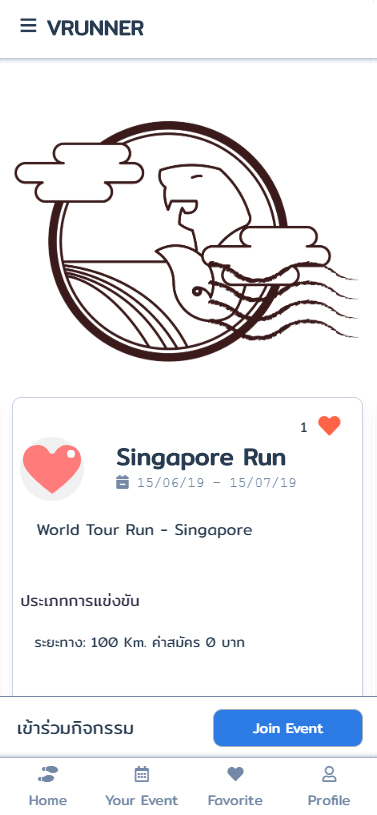 VRUNNER
1
Singapore Run
15/06/19 - 15/07/19
World Tour Run - Singapore
ประเภทการแข่งขัน
ระยะทาง: 100 Km. ค่าสมัคร 0 บาท
เข้าร่วมกิจกรรม
Join Event
Home
Your Event
Favorite
Profile